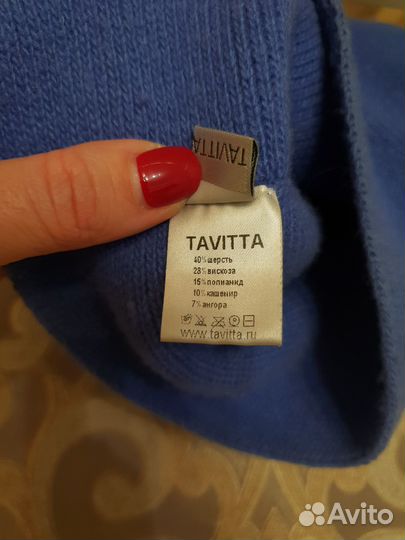 TAVITTA
TAVITTA
40% шерсть
28% вискоза
15% полиамид
10% кашемир
7% ангора
www.tavitta.ru
Avito